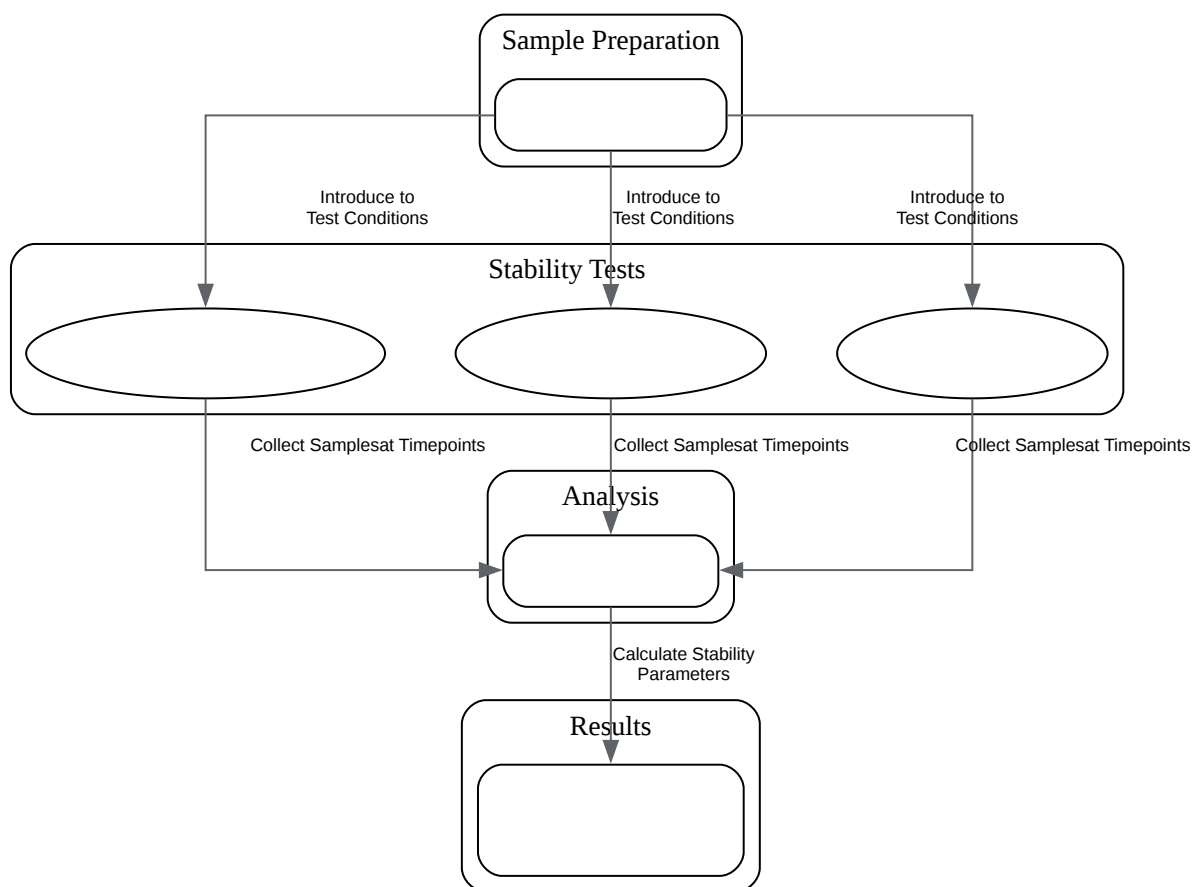 Sample Preparation
Introduce to
Test Conditions
Introduce to
Test Conditions
Introduce to
Test Conditions
Stability Tests
Collect Samplesat Timepoints
Collect Samplesat Timepoints
Collect Samplesat Timepoints
Analysis
Calculate Stability
Parameters
Results